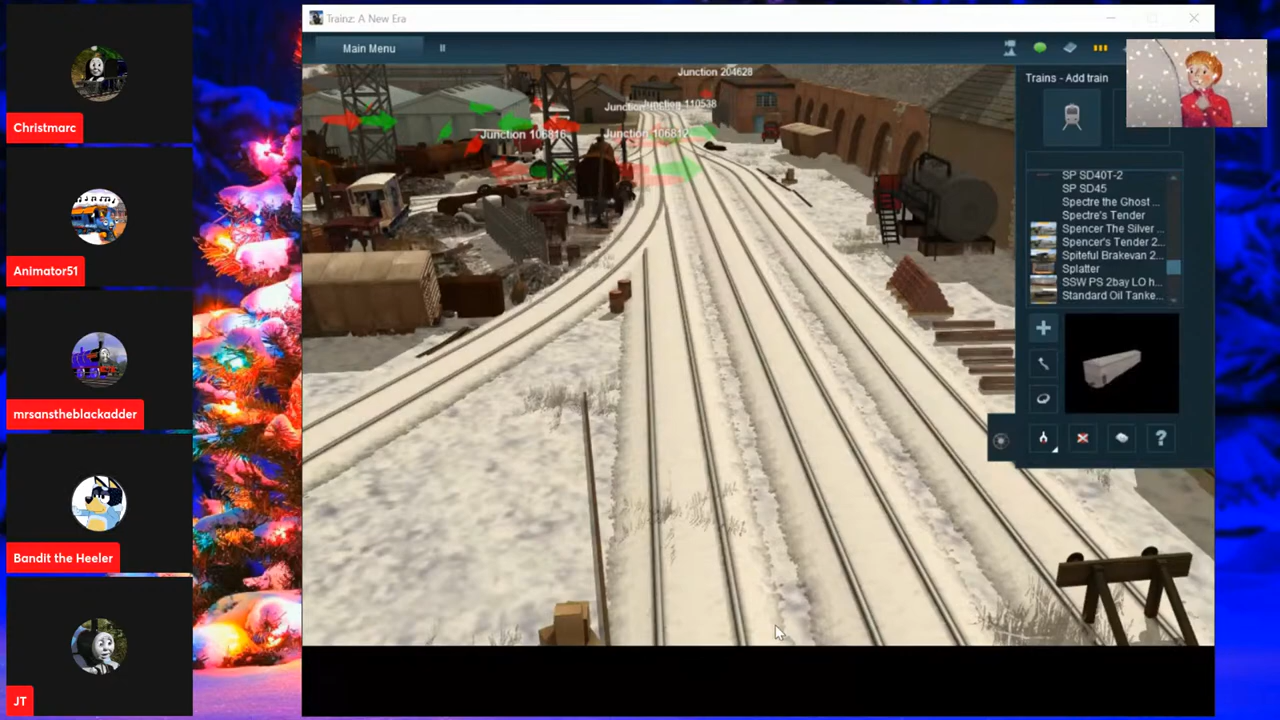 Christmarc
Animator51
mrsanstheblackadder
Bandit the Heeler
JT
Trainz: A New Era
Main Menu
Junction 204628
Junction 110538
Junction 106816
Junction 106819
Trains - Add train
SP SD40T-2
SP SD45
Spectre the Ghost ...
Spectre's Tender
Spencer The Silver ...
Spencer's Tender 2...
Spiteful Brakevan 2...
Splatter
SSW PS 2bay LO h...
Standard Oil Tanke...
?